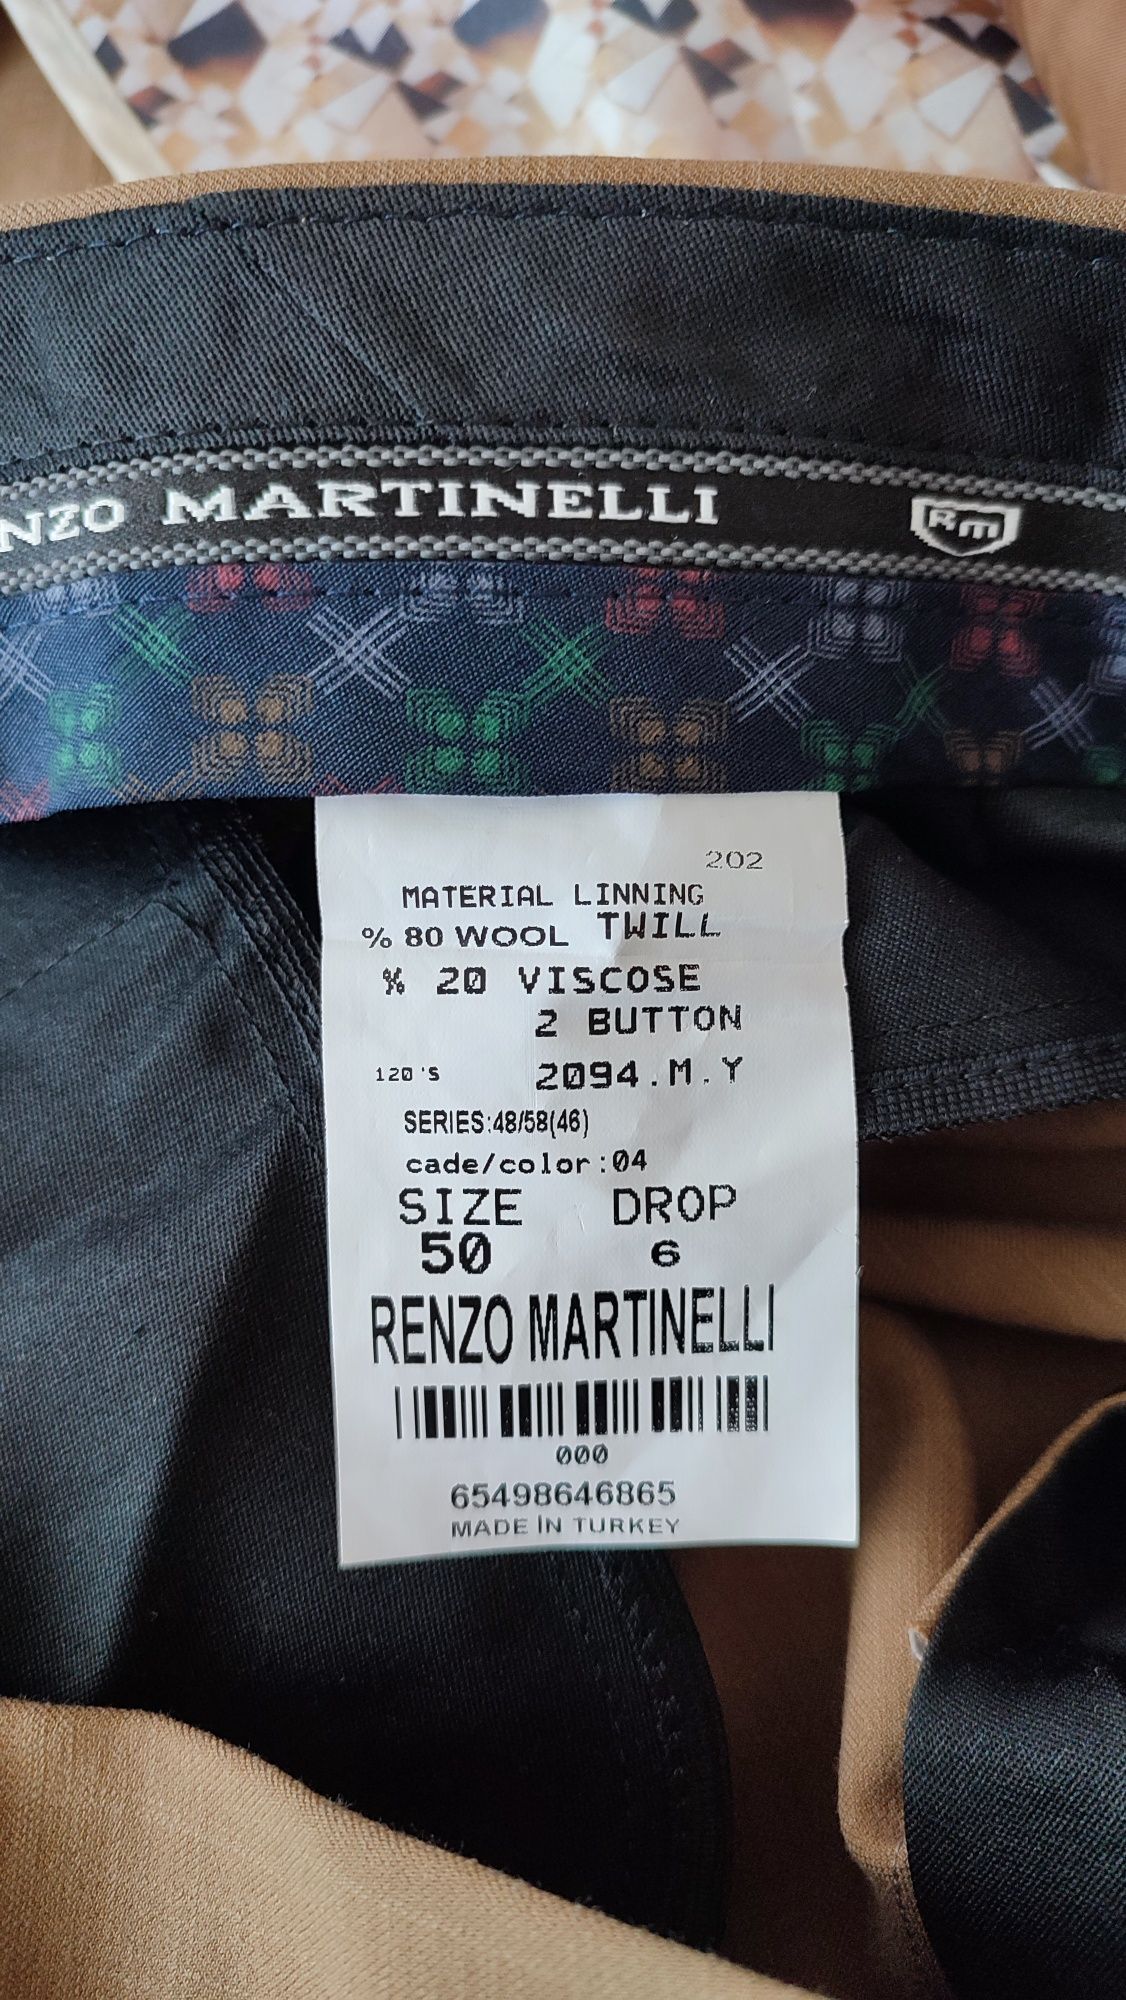 NZO MARTINELLI Rm
202
MATERIAL LINNING
% 80 WOOL TWILL
% 20 VISCOSE
2 BUTTON
120'S 2094.M.Y
SERIES:48/58(46)
cade/color:04
SIZE DROP
50 6
RENZO MARTINELLI
000
65498646865
MADE İN TURKEY